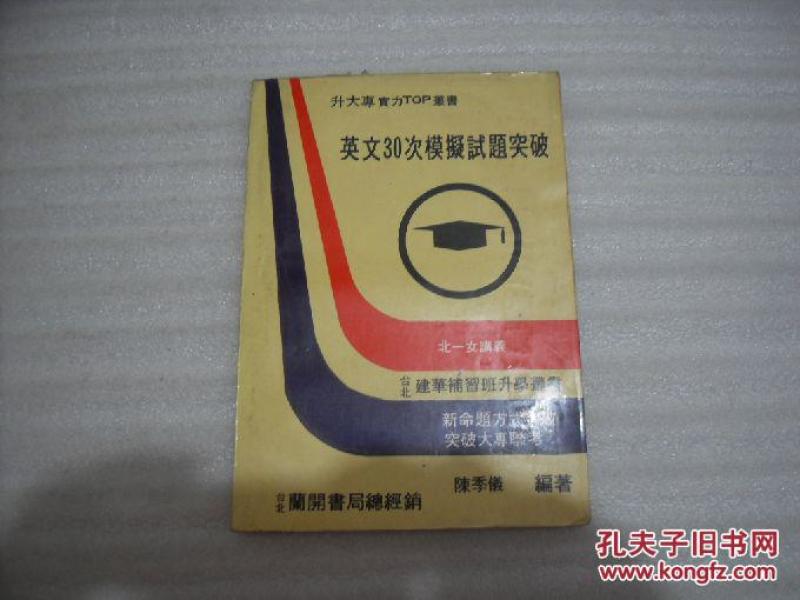 升大專實力TOP叢書
英文30次模擬試題突破
北一女講義
台北 建華補習班升學
新命題方
突破大專聯考
陳季儀 編著
台北 蘭開書局總經銷
孔夫子旧书网
www.kongfz.com